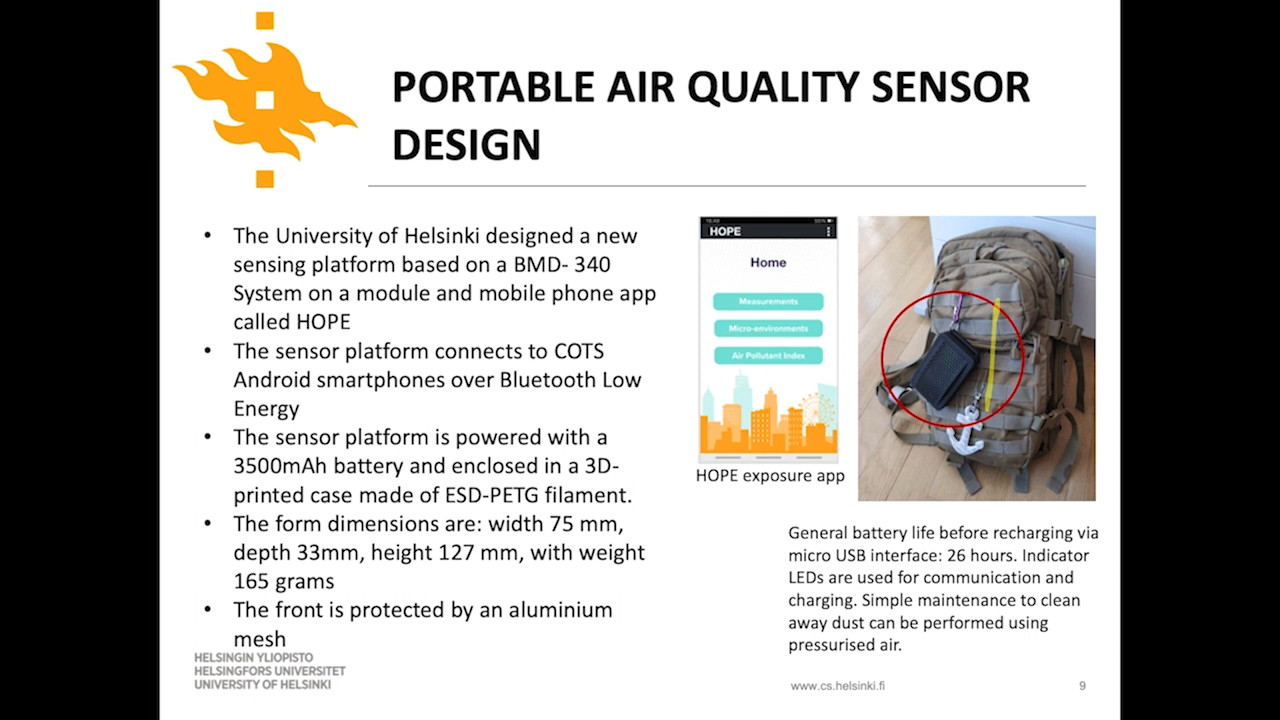 PORTABLE AIR QUALITY SENSOR
DESIGN
• The University of Helsinki designed a new
sensing platform based on a BMD- 340
System on a module and mobile phone app
called HOPE
• The sensor platform connects to COTS
Android smartphones over Bluetooth Low
Energy
• The sensor platform is powered with a
3500mAh battery and enclosed in a 3D-
printed case made of ESD-PETG filament.
• The form dimensions are: width 75 mm,
depth 33mm, height 127 mm, with weight
165 grams
• The front is protected by an aluminium
mesh
HOPE
Home
Measurements
Micro-environments
Air Pollutant Index
HOPE exposure app
General battery life before recharging via
micro USB interface: 26 hours. Indicator
LEDs are used for communication and
charging. Simple maintenance to clean
away dust can be performed using
pressurised air.
HELSINGIN YLIOPISTO
HELSINGFORS UNIVERSITET
UNIVERSITY OF HELSINKI
www.cs.helsinki.fi
9